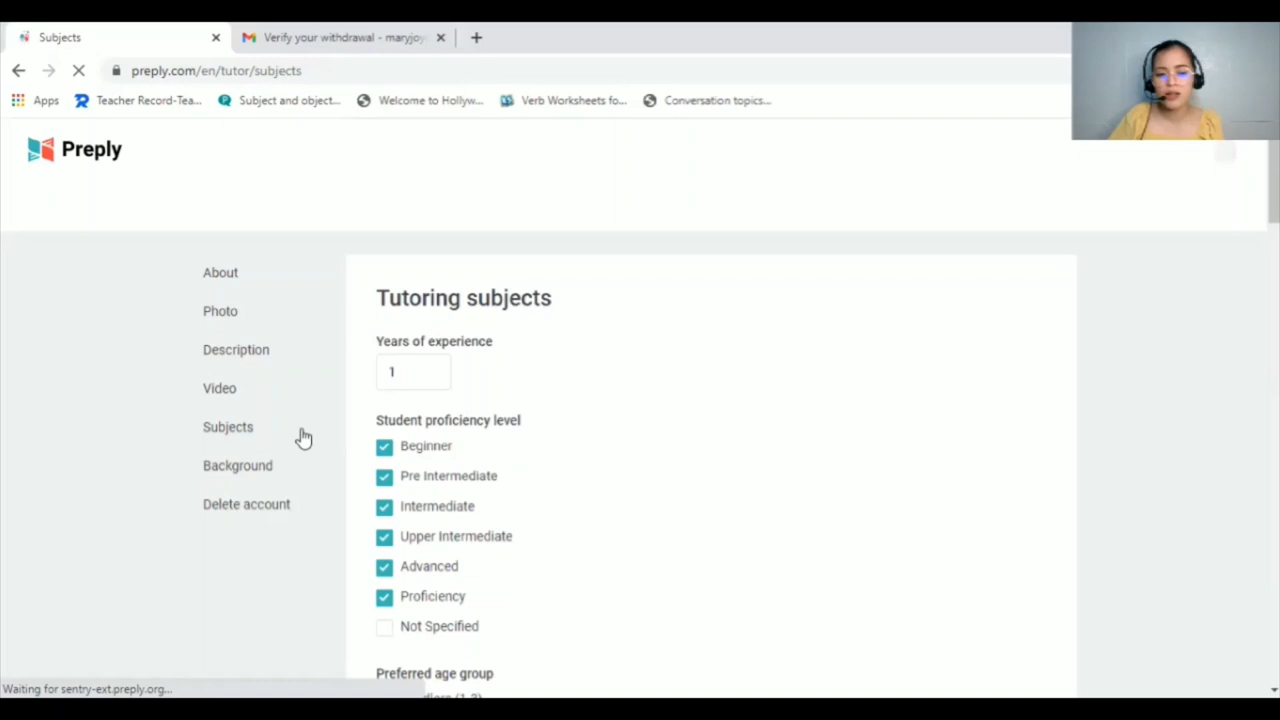 Subjects
Verify your withdrawal - maryjoy
preply.com/en/tutor/subjects
Apps
Teacher Record-Tea...
Subject and object...
Welcome to Hollyw...
Verb Worksheets fo...
Conversation topics...
Preply
About
Photo
Description
Video
Subjects
Background
Delete account
Tutoring subjects
Years of experience
1
Student proficiency level
Beginner
Pre Intermediate
Intermediate
Upper Intermediate
Advanced
Proficiency
Not Specified
Preferred age group
Waiting for sentry-ext.preply.org...